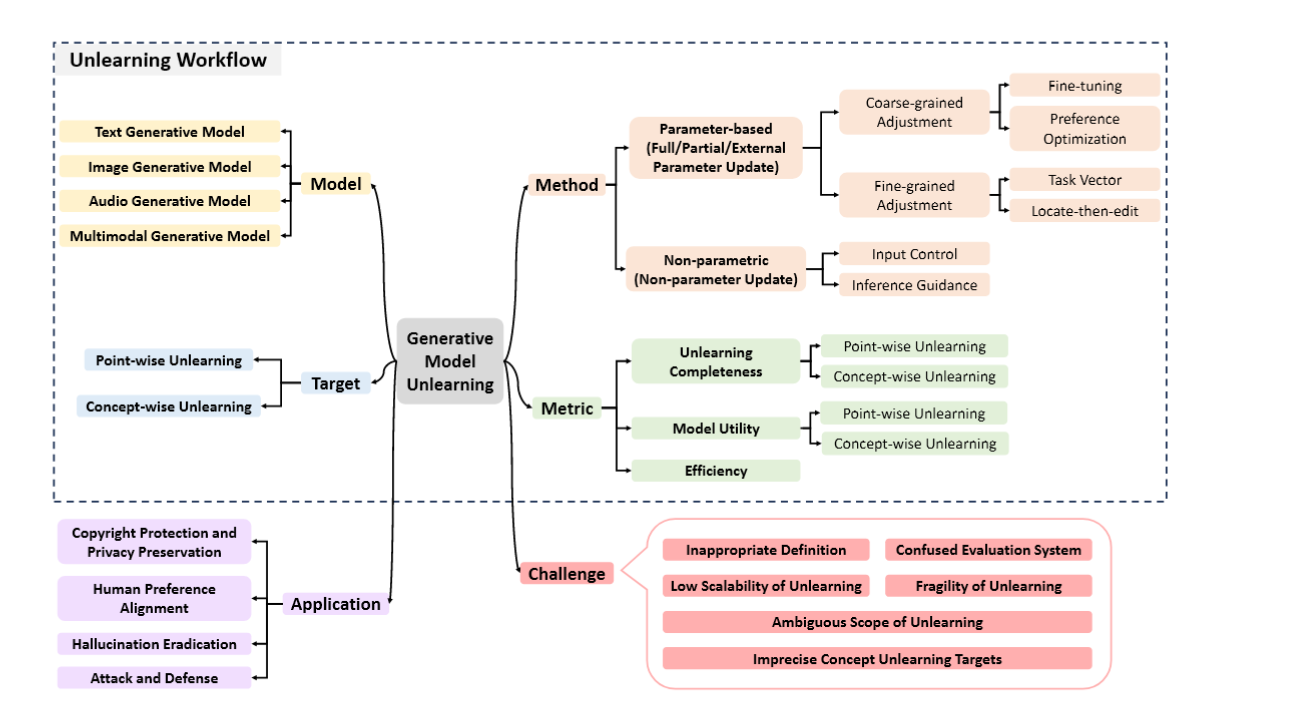 Unlearning Workflow
Text Generative Model
Image Generative Model
Audio Generative Model
Multimodal Generative Model
Model
Point-wise Unlearning
Concept-wise Unlearning
Target
Generative
Model
Unlearning
Method
Parameter-based
(Full/Partial/External
Parameter Update)
Coarse-grained
Adjustment
Fine-tuning
Preference
Optimization
Fine-grained
Adjustment
Task Vector
Locate-then-edit
Non-parametric
(Non-parameter Update)
Input Control
Inference Guidance
Metric
Unlearning
Completeness
Point-wise Unlearning
Concept-wise Unlearning
Model Utility
Point-wise Unlearning
Concept-wise Unlearning
Efficiency
Copyright Protection and
Privacy Preservation
Human Preference
Alignment
Hallucination Eradication
Attack and Defense
Application
Challenge
Inappropriate Definition
Confused Evaluation System
Low Scalability of Unlearning
Fragility of Unlearning
Ambiguous Scope of Unlearning
Imprecise Concept Unlearning Targets